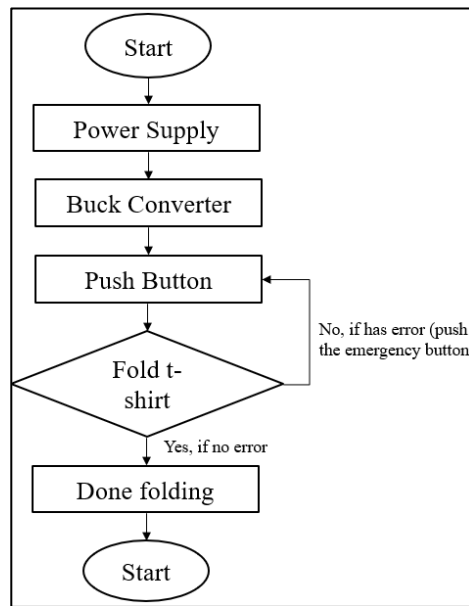 Start
Power Supply
Buck Converter
Push Button
No, if has error (push
the emergency button
Fold t-
shirt
Yes, if no error
Done folding
Start